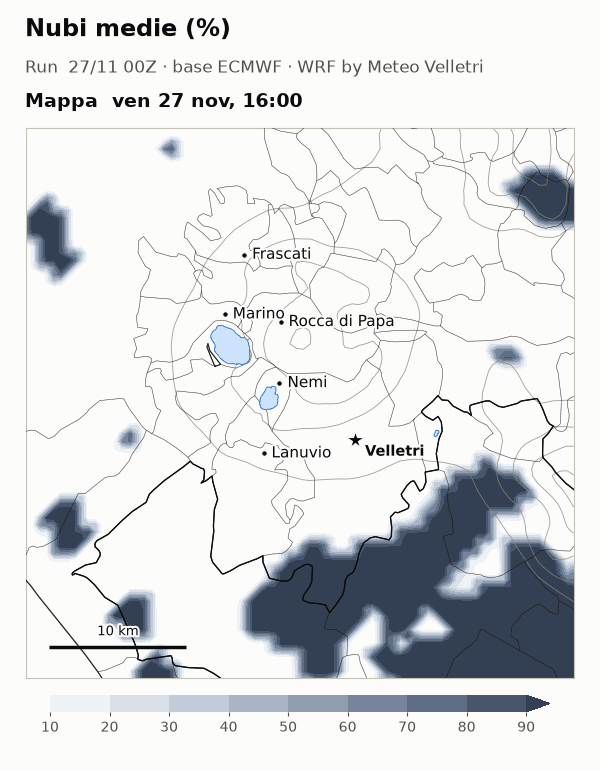 Nubi medie (%)
Run  27/11 00Z · base ECMWF · WRF by Meteo Velletri
Mappa  ven 27 nov, 16:00
Frascati
Marino
Rocca di Papa
Nemi
Velletri
Lanuvio
10 km
10 20 30 40 50 60 70 80 90